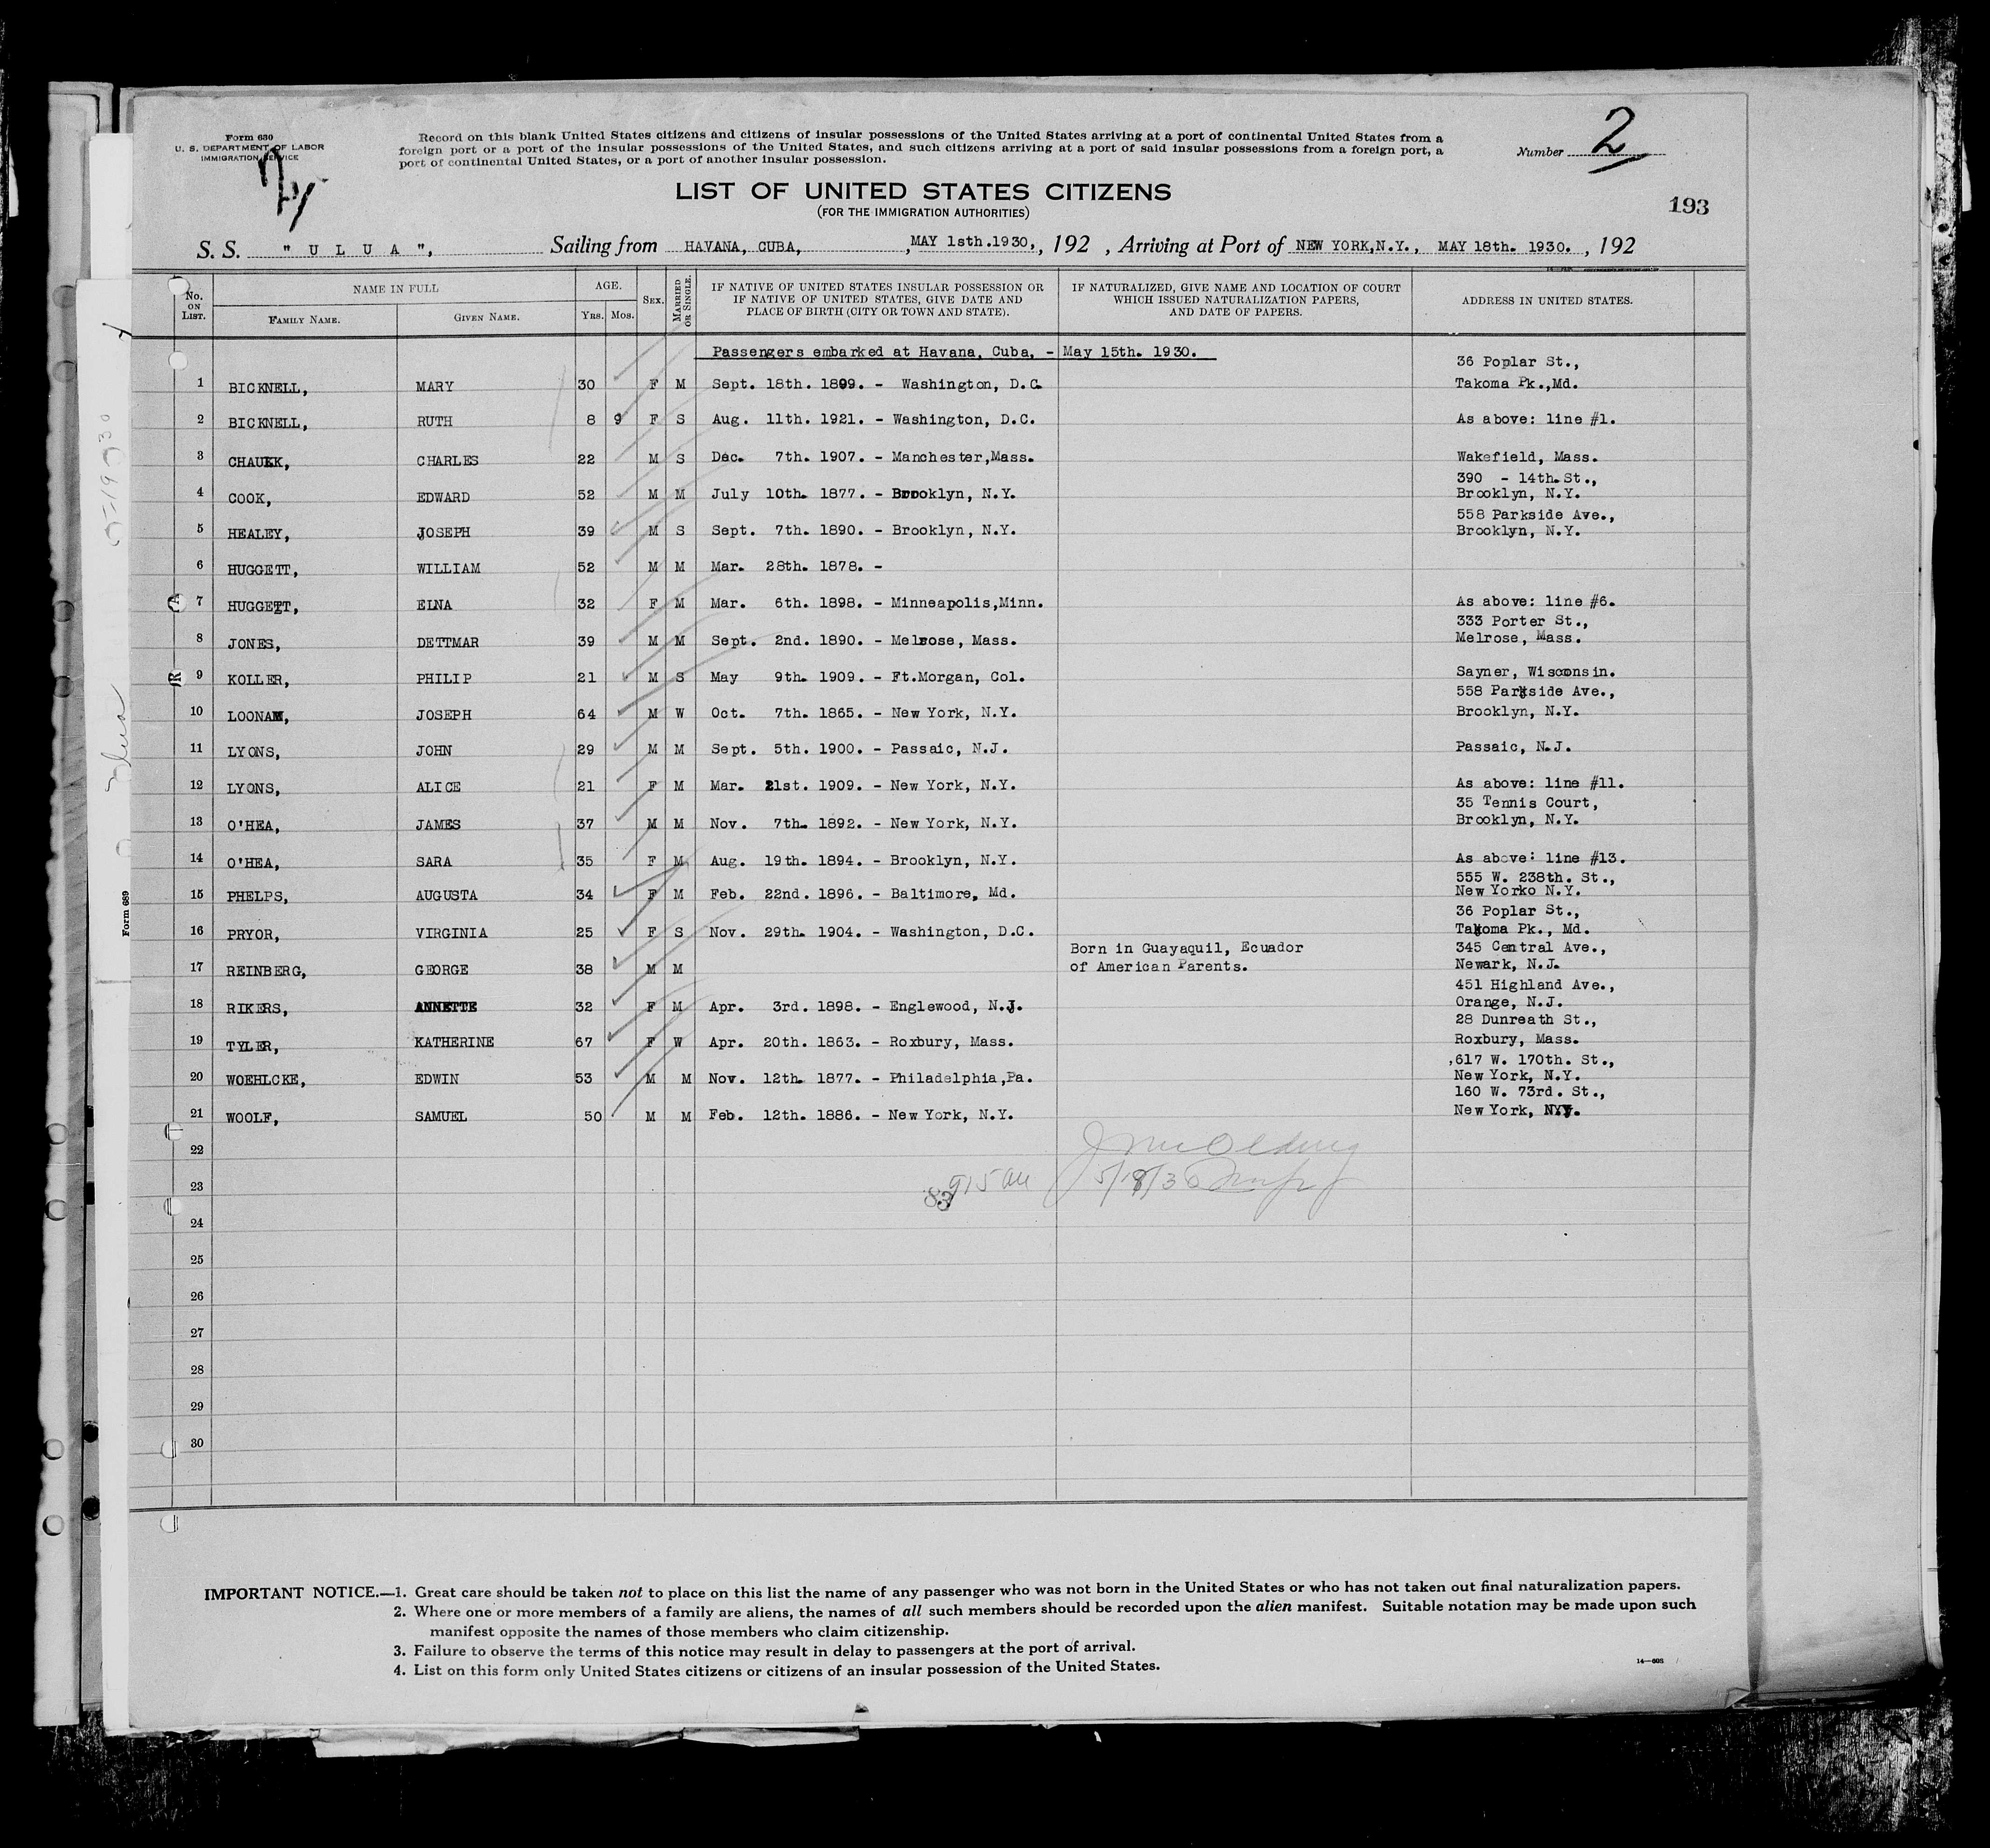 Form 630
U. S. DEPARTMENT OF LABOR
IMMIGRATION SERVICE
Record on this blank United States citizens and citizens of insular possessions of the United States arriving at a port of continental United States from a
foreign port or a port of the insular possessions of the United States, and such citizens arriving at a port of said insular possessions from a foreign port, a
port of continental United States, or a port of another insular possession.
Number 2
193
LIST OF UNITED STATES CITIZENS
(FOR THE IMMIGRATION AUTHORITIES)
S. S. " U L U A ", Sailing from HAVANA, CUBA, , MAY 1sth.1930, , 192 , Arriving at Port of NEW YORK,N.Y., MAY 18th. 1930. , 192
No. ON LIST. NAME IN FULL AGE. SEX. MARRIED OR SINGLE. IF NATIVE OF UNITED STATES INSULAR POSSESSION OR IF NATIVE OF UNITED STATES, GIVE DATE AND PLACE OF BIRTH (CITY OR TOWN AND STATE). IF NATURALIZED, GIVE NAME AND LOCATION OF COURT WHICH ISSUED NATURALIZATION PAPERS, AND DATE OF PAPERS. ADDRESS IN UNITED STATES.
FAMILY NAME. GIVEN NAME. Yrs. Mos.
Passengers embarked at Havana, Cuba, - May 15th. 1930.
36 Poplar St.,
1 BICKNELL, MARY 30 F M Sept. 18th. 1899. - Washington, D.C. Takoma Pk.,Md.
2 BICKNELL, RUTH 8 9 F S Aug. 11th. 1921. - Washington, D.C. As above: line #1.
3 CHAUKK, CHARLES 22 M S Dec. 7th. 1907. - Manchester,Mass. Wakefield, Mass.
390 - 14th.St.,
4 COOK, EDWARD 52 M M July 10th. 1877. - Brooklyn, N.Y. Brooklyn, N.Y.
558 Parkside Ave.,
5 HEALEY, JOSEPH 39 M S Sept. 7th. 1890. - Brooklyn, N.Y. Brooklyn, N.Y.
6 HUGGETT, WILLIAM 52 M M Mar. 28th. 1878. -
A 7 HUGGETT, ELNA 32 F M Mar. 6th. 1898. - Minneapolis,Minn. As above: line #6.
333 Porter St.,
8 JONES, DETTMAR 39 M M Sept. 2nd. 1890. - Melrose, Mass. Melrose, Mass.
R 9 KOLLER, PHILIP 21 M S May 9th. 1909. - Ft.Morgan, Col. Sayner, Wisconsin.
558 Parkside Ave.,
10 LOONAM, JOSEPH 64 M W Oct. 7th. 1865. - New York, N.Y. Brooklyn, N.Y.
11 LYONS, JOHN 29 M M Sept. 5th. 1900. - Passaic, N.J. Passaic, N.J.
12 LYONS, ALICE 21 F M Mar. 21st. 1909. - New York, N.Y. As above: line #11.
35 Tennis Court,
13 O'HEA, JAMES 37 M M Nov. 7th. 1892. - New York, N.Y. Brooklyn, N.Y.
14 O'HEA, SARA 35 F M Aug. 19th. 1894. - Brooklyn, N.Y. As above: line #13.
555 W. 238th. St.,
15 PHELPS, AUGUSTA 34 F M Feb. 22nd. 1896. - Baltimore, Md. New Yorko N.Y.
36 Poplar St.,
16 PRYOR, VIRGINIA 25 F S Nov. 29th. 1904. - Washington, D.C. Takoma Pk., Md.
Born in Guayaquil, Ecuador 345 Central Ave.,
17 REINBERG, GEORGE 38 M M of American Parents. Newark, N.J.
451 Highland Ave.,
18 RIKERS, ANNETTE 32 F M Apr. 3rd. 1898. - Englewood, N.J. Orange, N.J.
28 Dunreath St.,
19 TYLER, KATHERINE 67 F W Apr. 20th. 1863. - Roxbury, Mass. Roxbury, Mass.
,617 W. 170th. St.,
20 WOEHLCKE, EDWIN 53 M M Nov. 12th. 1877. - Philadelphia,Pa. New York, N.Y.
160 W. 73rd. St.,
21 WOOLF, SAMUEL 50 M M Feb. 12th. 1886. - New York, N.Y. New York, NYY.
22
23 83 915 AM 5/18/30
24
25
26
27
28
29
30
Form 689
IMPORTANT NOTICE.—1. Great care should be taken not to place on this list the name of any passenger who was not born in the United States or who has not taken out final naturalization papers.
2. Where one or more members of a family are aliens, the names of all such members should be recorded upon the alien manifest. Suitable notation may be made upon such
manifest opposite the names of those members who claim citizenship.
3. Failure to observe the terms of this notice may result in delay to passengers at the port of arrival.
4. List on this form only United States citizens or citizens of an insular possession of the United States.
14—608